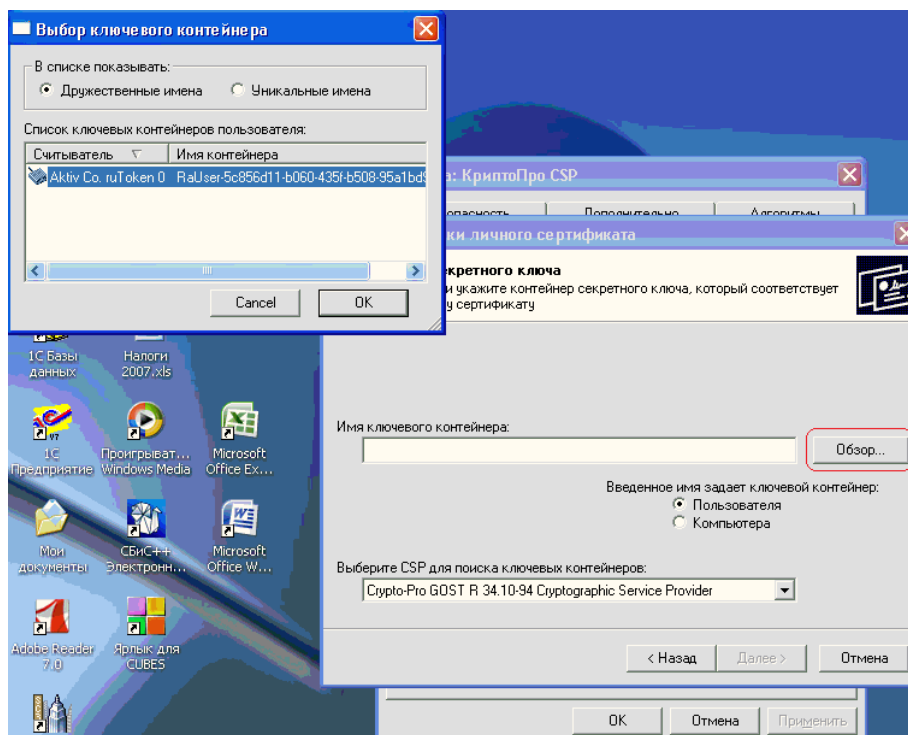 Выбор ключевого контейнера
В списке показывать:
Дружественные имена
Уникальные имена
Список ключевых контейнеров пользователя:
Считыватель
Имя контейнера
Aktiv Co. ruToken 0
RaUser-5c856d11-b060-435f-b508-95a1bd9
Cancel
OK
а: КриптоПро CSP
опасность
Дополнительно
Алгоритмы
ки личного сертификата
кретного ключа
и укажите контейнер секретного ключа, который соответствует
у сертификату
Имя ключевого контейнера:
Обзор...
Введенное имя задает ключевой контейнер:
Пользователя
Компьютера
Выберите CSP для поиска ключевых контейнеров:
Crypto-Pro GOST R 34.10-94 Cryptographic Service Provider
< Назад
Далее >
Отмена
OK
Отмена
Применить
1С Базы
данных
Налоги
2007.xls
1С
Предприятие
Проигрыват...
Windows Media
Microsoft
Office Ex...
Мои
документы
СБиС++
Электронн...
Microsoft
Office W...
Adobe Reader
7.0
Ярлык для
CUBES